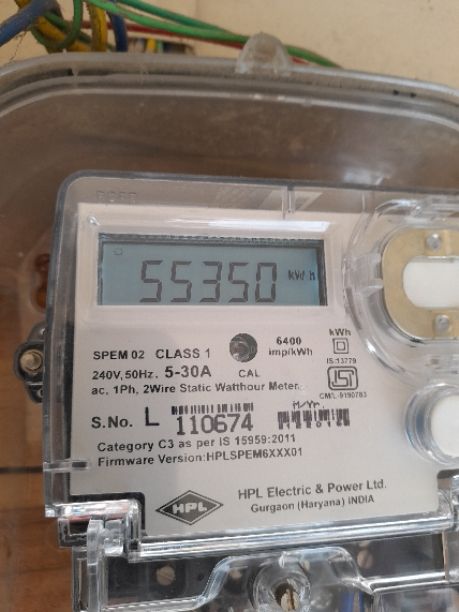 55350 kWh
SPEM 02 CLASS 1
6400 imp/kWh
kWh
240V, 50Hz. 5-30A
CAL
IS:13779
ac, 1Ph, 2Wire Static Watthour Meter
ISI
CM/L-9190783
S.No. L 110674
M/Yr.
Category C3 as per IS 15959:2011
Firmware Version:HPLSPEM6XXX01
HPL
HPL Electric & Power Ltd.
Gurgaon (Haryana) INDIA